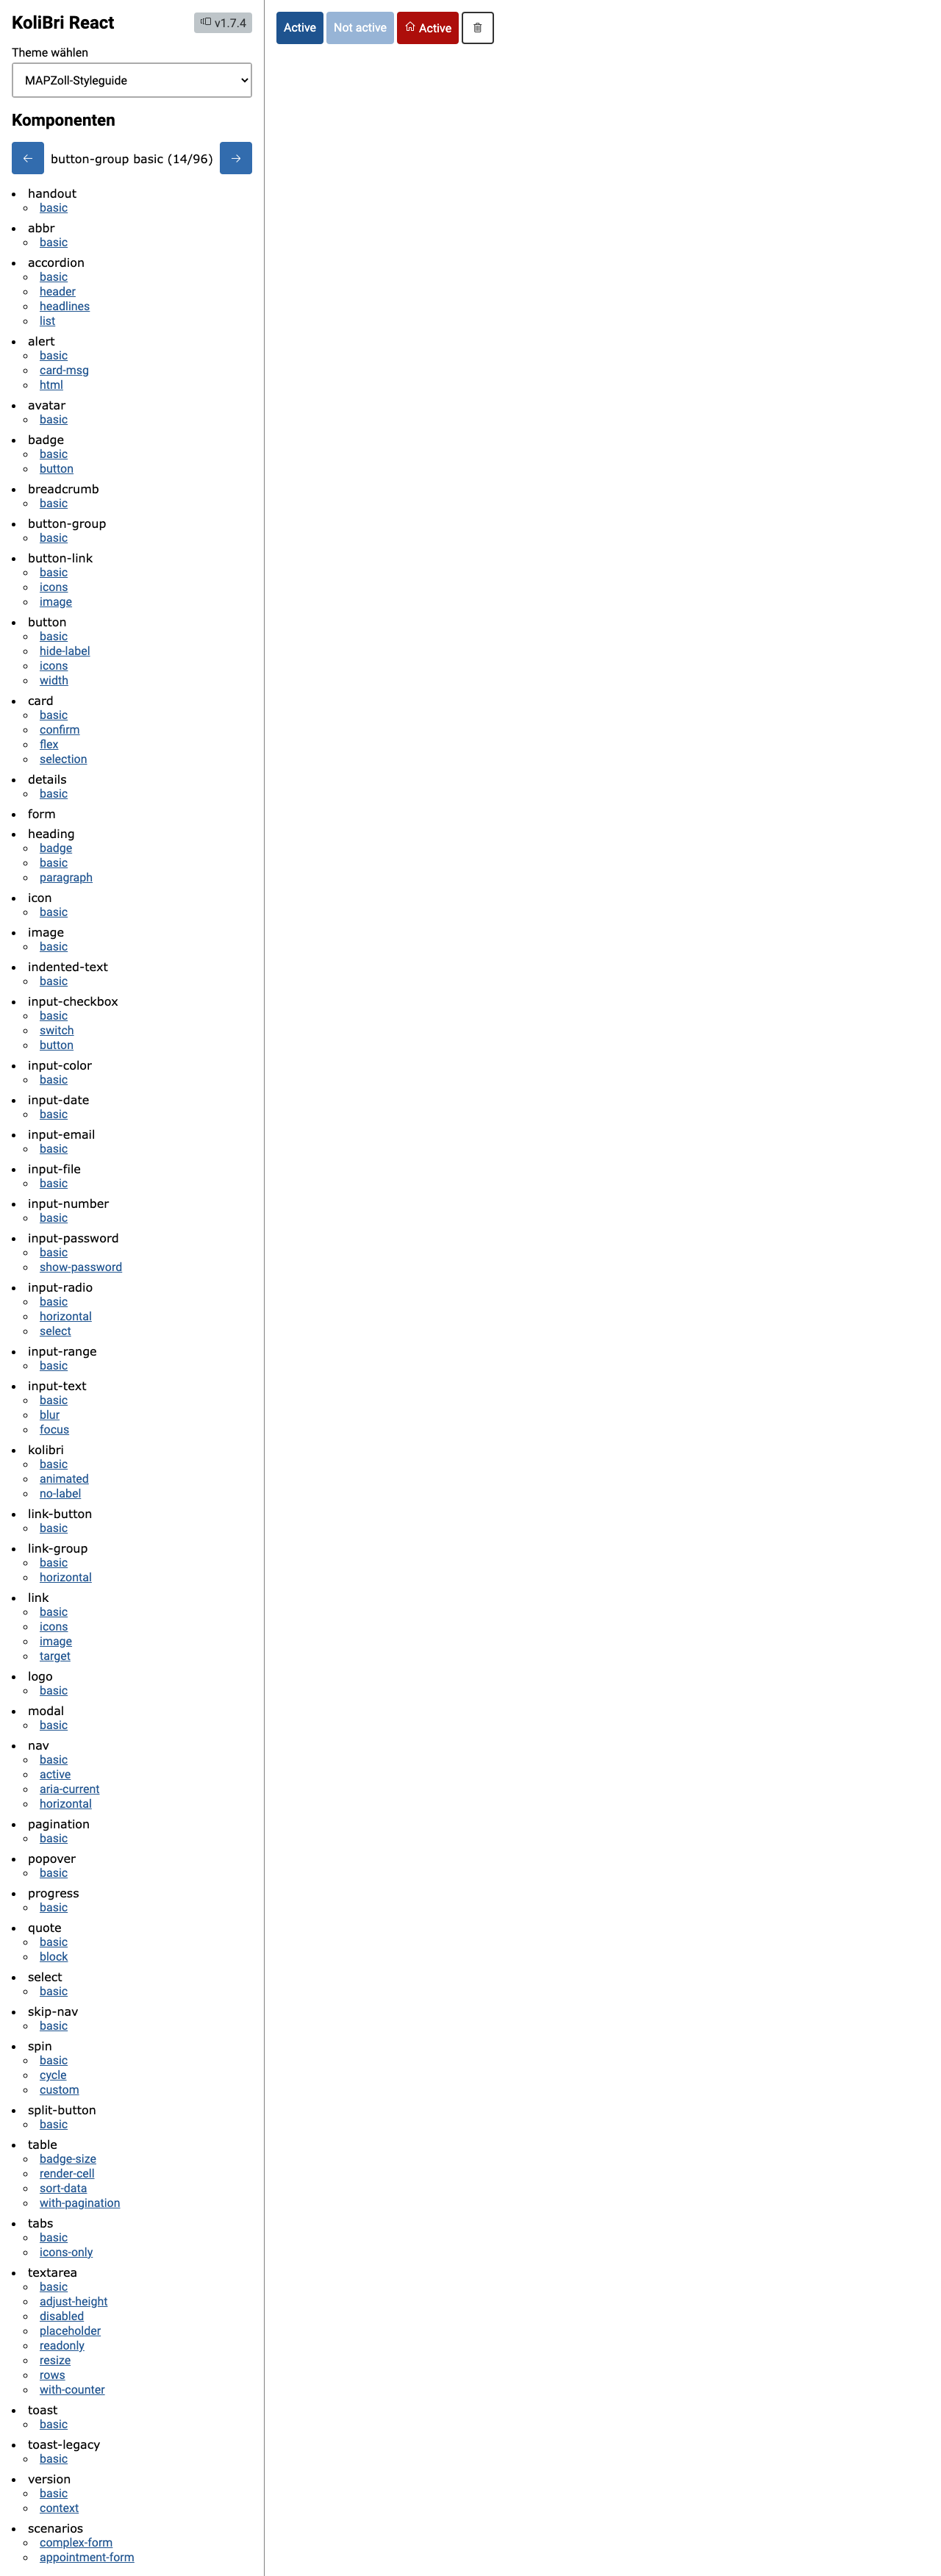 KoliBri React
v1.7.4
Theme wählen
MAPZoll-Styleguide
Komponenten
button-group basic (14/96)
handout
basic
abbr
basic
accordion
basic
header
headlines
list
alert
basic
card-msg
html
avatar
basic
badge
basic
button
breadcrumb
basic
button-group
basic
button-link
basic
icons
image
button
basic
hide-label
icons
width
card
basic
confirm
flex
selection
details
basic
form
heading
badge
basic
paragraph
icon
basic
image
basic
indented-text
basic
input-checkbox
basic
switch
button
input-color
basic
input-date
basic
input-email
basic
input-file
basic
input-number
basic
input-password
basic
show-password
input-radio
basic
horizontal
select
input-range
basic
input-text
basic
blur
focus
kolibri
basic
animated
no-label
link-button
basic
link-group
basic
horizontal
link
basic
icons
image
target
logo
basic
modal
basic
nav
basic
active
aria-current
horizontal
pagination
basic
popover
basic
progress
basic
quote
basic
block
select
basic
skip-nav
basic
spin
basic
cycle
custom
split-button
basic
table
badge-size
render-cell
sort-data
with-pagination
tabs
basic
icons-only
textarea
basic
adjust-height
disabled
placeholder
readonly
resize
rows
with-counter
toast
basic
toast-legacy
basic
version
basic
context
scenarios
complex-form
appointment-form
Active
Not active
Active